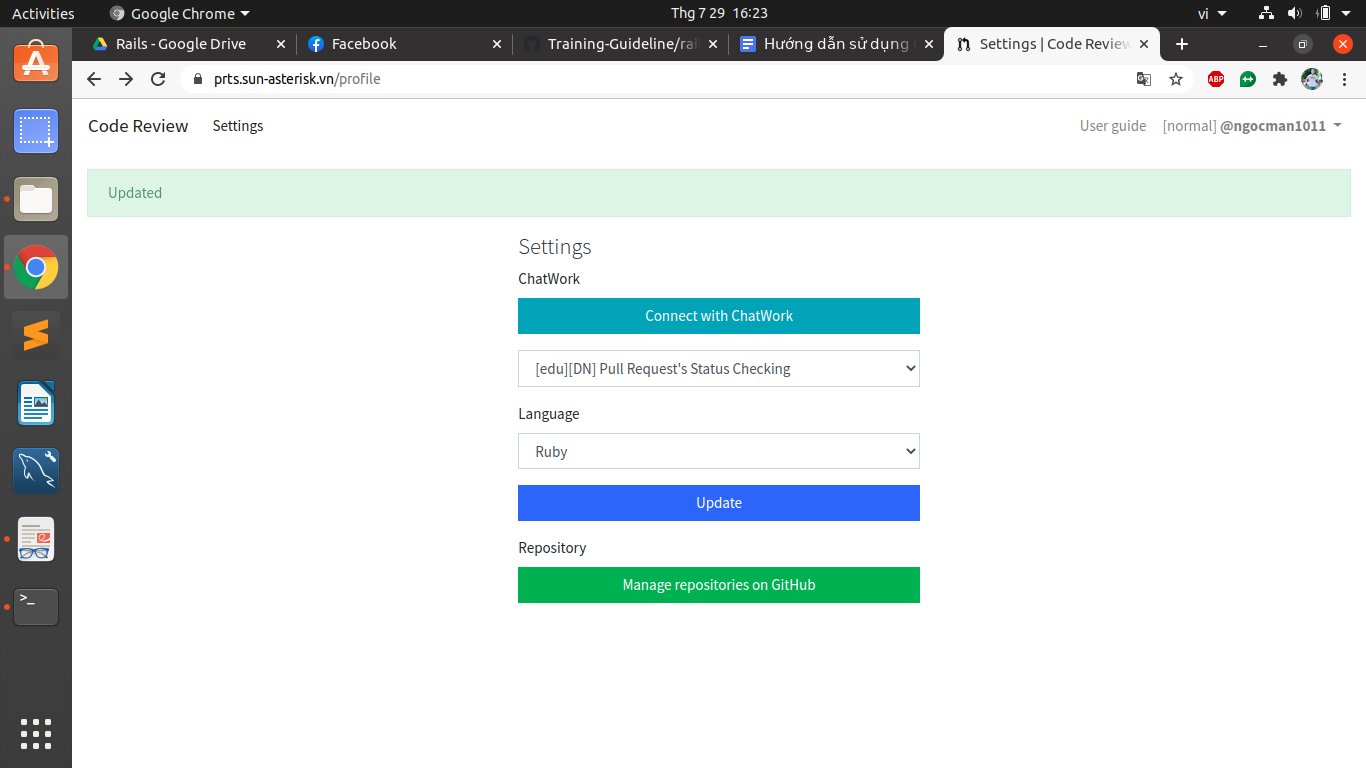 Activities Google Chrome Thg 7 29 16:23 vi
Rails - Google Drive Facebook Training-Guideline/rai Hướng dẫn sử dụng Settings | Code Review
prts.sun-asterisk.vn/profile ABP
Code Review Settings User guide [normal] @ngocman1011
Updated
Settings
ChatWork
Connect with ChatWork
[edu][DN] Pull Request's Status Checking
Language
Ruby
Update
Repository
Manage repositories on GitHub